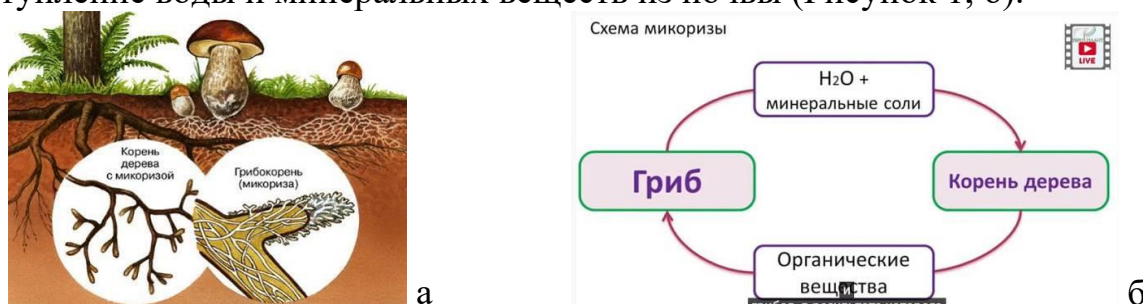 тупление воды и минеральных веществ из почвы (Рисунок 1, б).
Корень
дерева
с микоризой
Грибокорень
(микориза)
а
Схема микоризы
LIVE
H2O +
минеральные соли
Гриб
Корень дерева
Органические
вещества
и
б